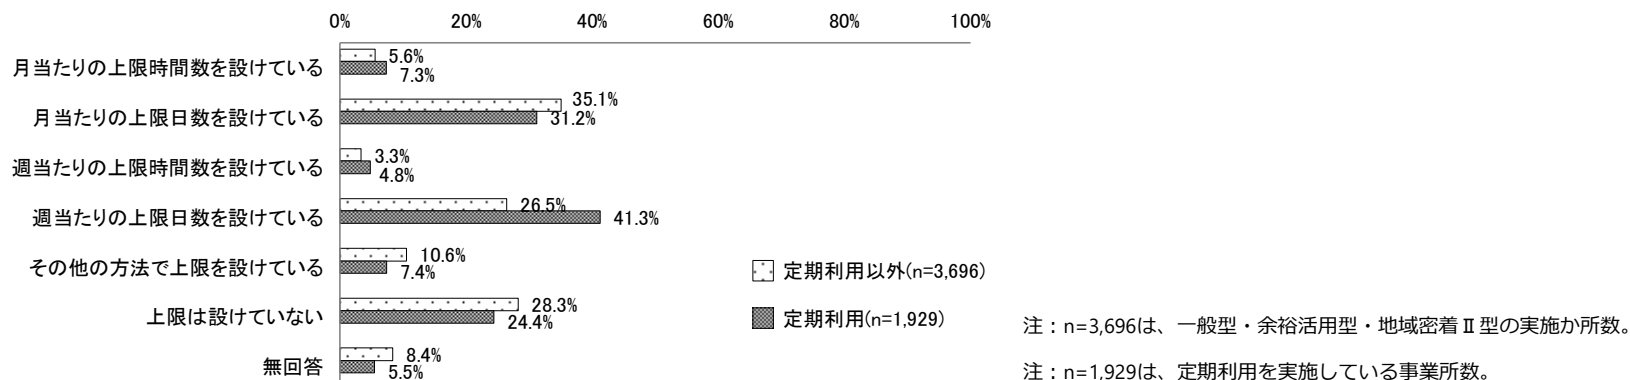 0% 20% 40% 60% 80% 100%
月当たりの上限時間数を設けている 5.6%
7.3%
月当たりの上限日数を設けている 35.1%
31.2%
週当たりの上限時間数を設けている 3.3%
4.8%
週当たりの上限日数を設けている 26.5%
41.3%
その他の方法で上限を設けている 10.6%
7.4%
上限は設けていない 28.3%
24.4%
無回答 8.4%
5.5%
定期利用以外(n=3,696)
定期利用(n=1,929)
注：n=3,696は、一般型・余裕活用型・地域密着Ⅱ型の実施か所数。
注：n=1,929は、定期利用を実施している事業所数。